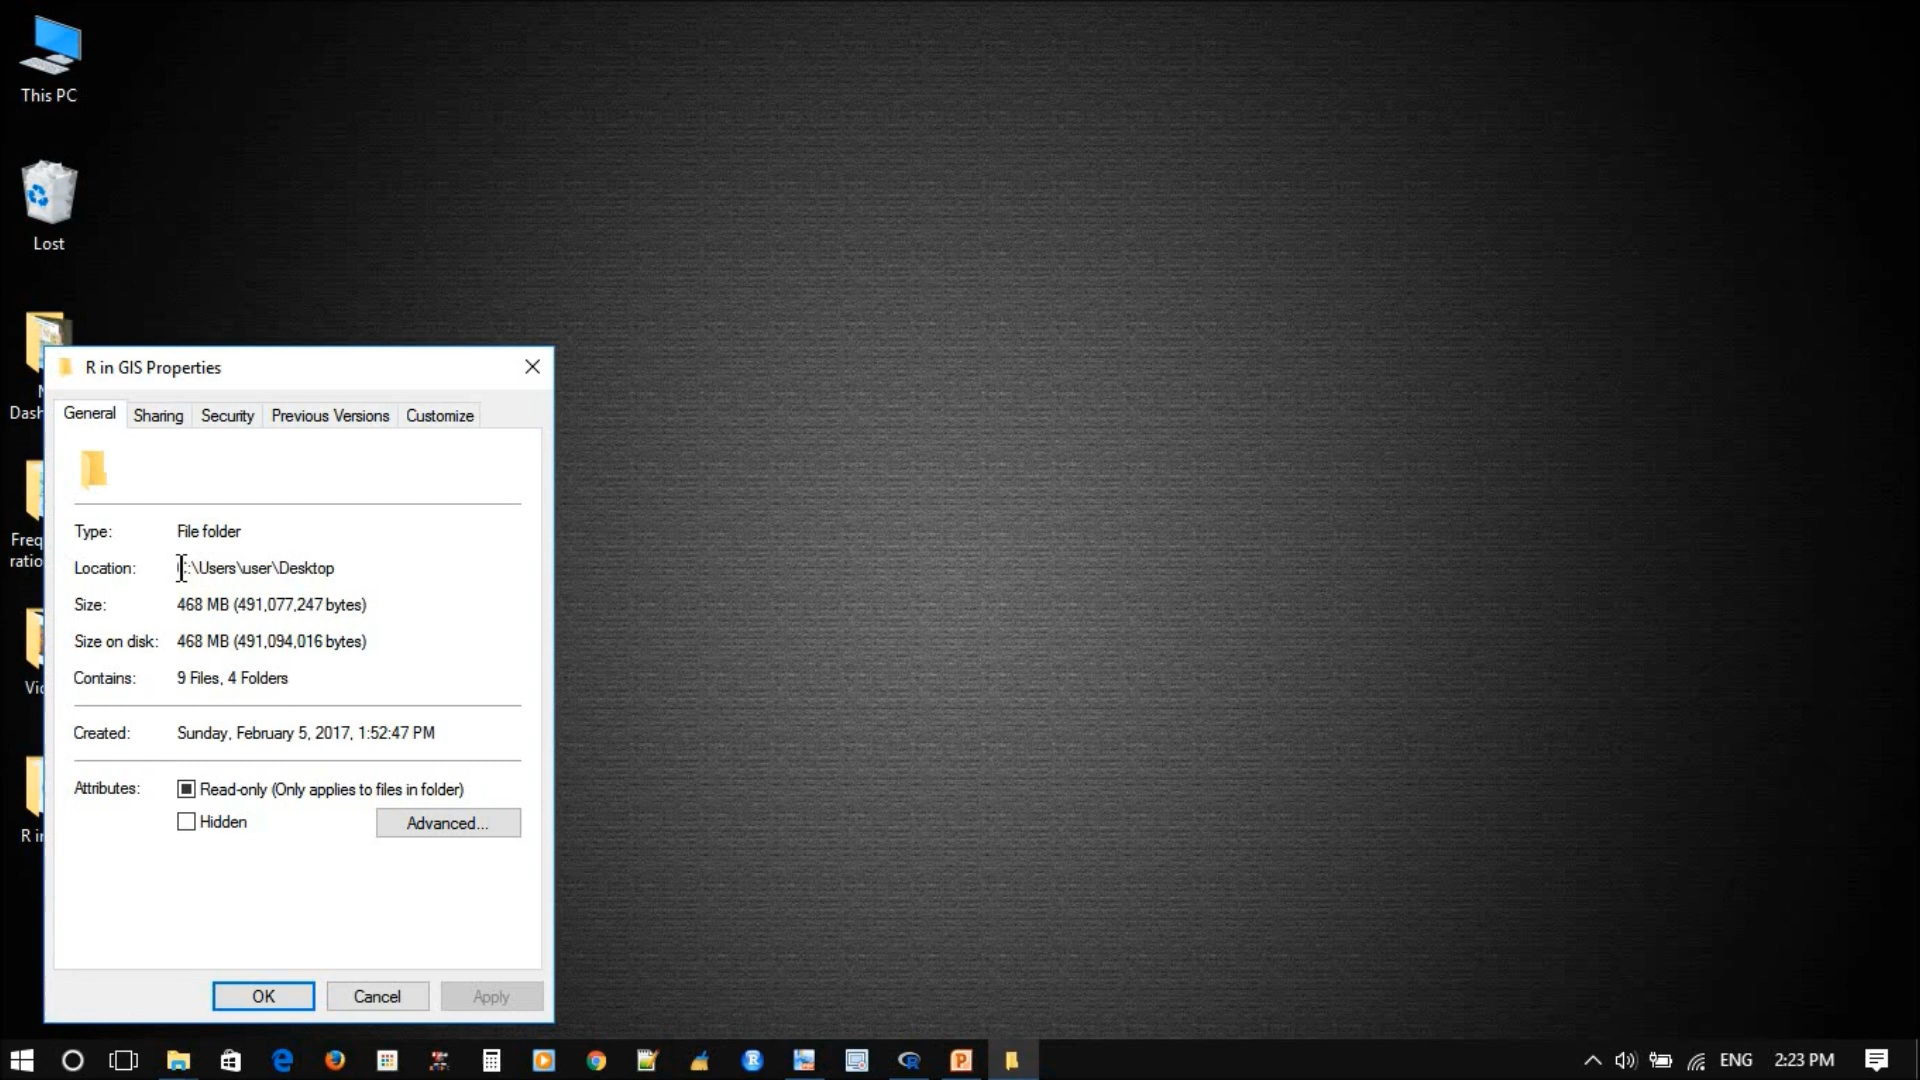 This PC
Lost
Dash
Freq
ratio
R in GIS Properties
General
Sharing
Security
Previous Versions
Customize
Type:
File folder
Location:
:\Users\user\Desktop
Size:
468 MB (491,077,247 bytes)
Size on disk:
468 MB (491,094,016 bytes)
Contains:
9 Files, 4 Folders
Created:
Sunday, February 5, 2017, 1:52:47 PM
Attributes:
Read-only (Only applies to files in folder)
Hidden
Advanced...
OK
Cancel
Apply
ENG
2:23 PM